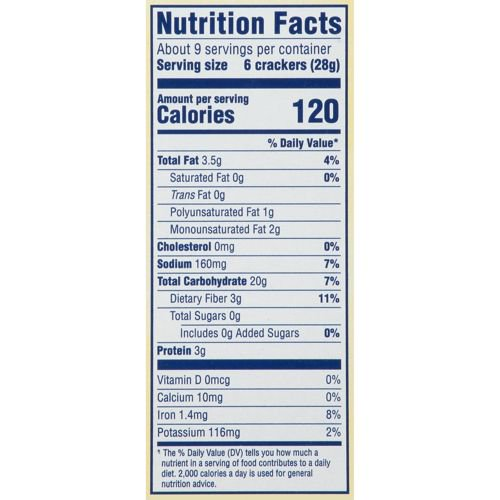 Nutrition Facts
About 9 servings per container
Serving size 6 crackers (28g)
Amount per serving
Calories 120
% Daily Value*
Total Fat 3.5g 4%
Saturated Fat 0g 0%
Trans Fat 0g
Polyunsaturated Fat 1g
Monounsaturated Fat 2g
Cholesterol 0mg 0%
Sodium 160mg 7%
Total Carbohydrate 20g 7%
Dietary Fiber 3g 11%
Total Sugars 0g
Includes 0g Added Sugars 0%
Protein 3g
Vitamin D 0mcg 0%
Calcium 10mg 0%
Iron 1.4mg 8%
Potassium 116mg 2%
* The % Daily Value (DV) tells you how much a
nutrient in a serving of food contributes to a daily
diet. 2,000 calories a day is used for general
nutrition advice.